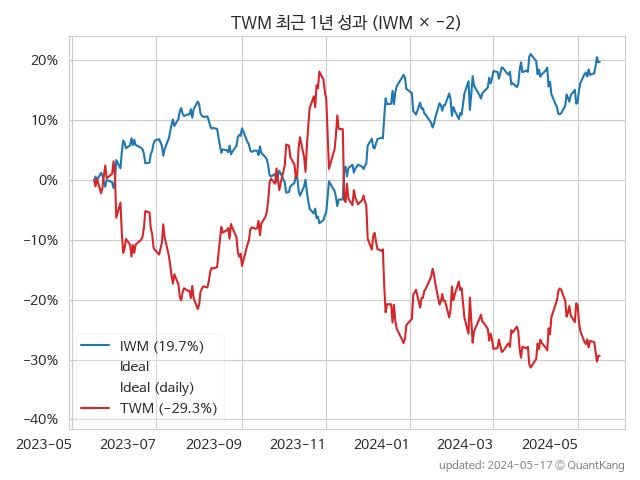 TWM 최근 1년 성과 (IWM × −2)
20%
10%
0%
−10%
−20%
−30%
−40%
IWM (19.7%)
Ideal
Ideal (daily)
TWM (−29.3%)
2023−05
2023−07
2023−09
2023−11
2024−01
2024−03
2024−05
updated: 2024−05−17 © QuantKang